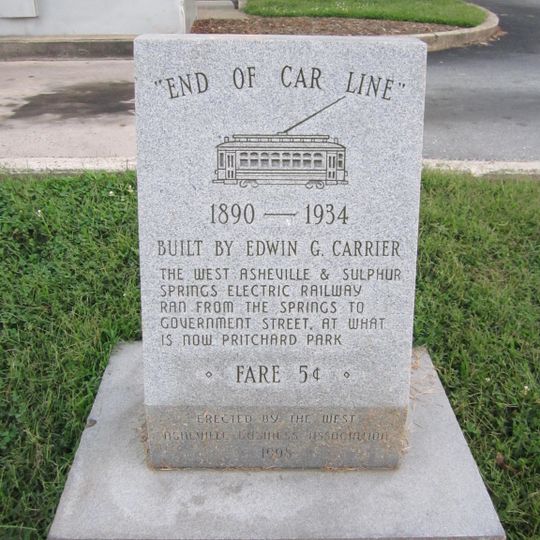 "END OF CAR LINE"
1890 — 1934
BUILT BY EDWIN G. CARRIER
THE WEST ASHEVILLE & SULPHUR
SPRINGS ELECTRIC RAILWAY
RAN FROM THE SPRINGS TO
GOVERNMENT STREET, AT WHAT
IS NOW PRITCHARD PARK
FARE 5¢
ERECTED BY THE WEST
ASHEVILLE BUSINESS ASSOCIATION
1998